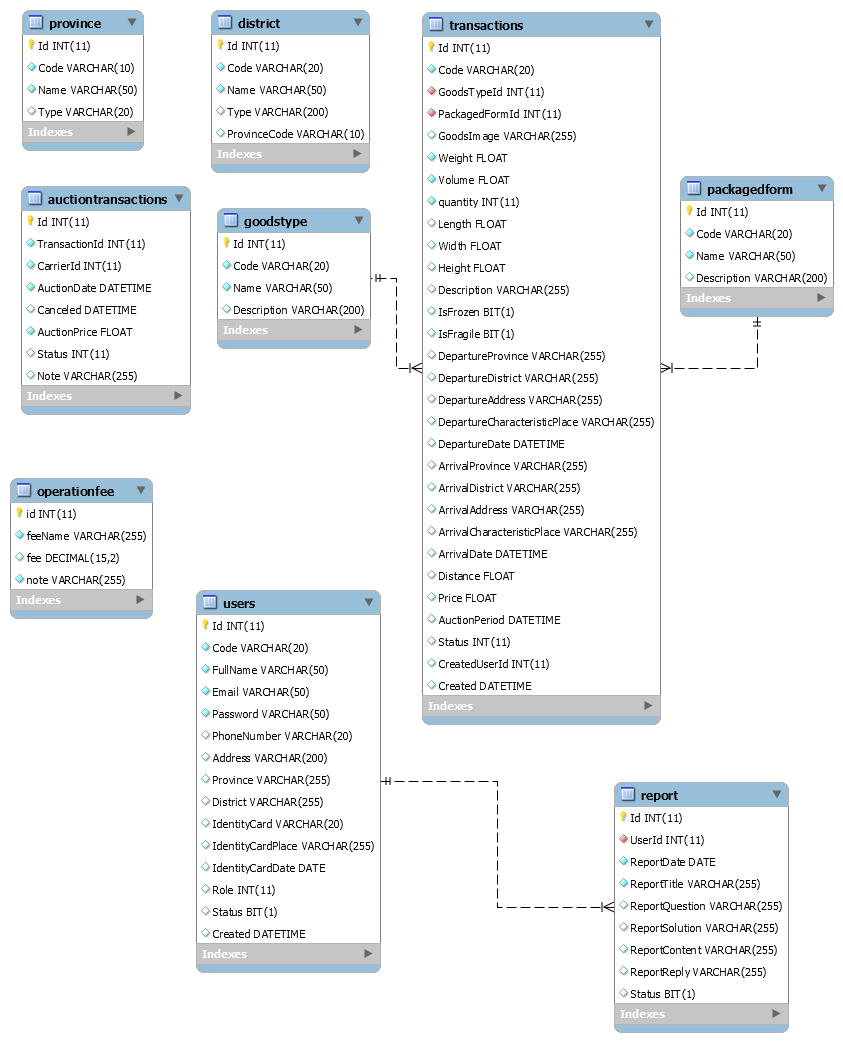 province
Id INT(11)
Code VARCHAR(10)
Name VARCHAR(50)
Type VARCHAR(20)
Indexes
district
Id INT(11)
Code VARCHAR(20)
Name VARCHAR(50)
Type VARCHAR(200)
ProvinceCode VARCHAR(10)
Indexes
transactions
Id INT(11)
Code VARCHAR(20)
GoodsTypeId INT(11)
PackagedFormId INT(11)
GoodsImage VARCHAR(255)
Weight FLOAT
Volume FLOAT
quantity INT(11)
Length FLOAT
Width FLOAT
Height FLOAT
Description VARCHAR(255)
IsFrozen BIT(1)
IsFragile BIT(1)
DepartureProvince VARCHAR(255)
DepartureDistrict VARCHAR(255)
DepartureAddress VARCHAR(255)
DepartureCharacteristicPlace VARCHAR(255)
DepartureDate DATETIME
ArrivalProvince VARCHAR(255)
ArrivalDistrict VARCHAR(255)
ArrivalAddress VARCHAR(255)
ArrivalCharacteristicPlace VARCHAR(255)
ArrivalDate DATETIME
Distance FLOAT
Price FLOAT
AuctionPeriod DATETIME
Status INT(11)
CreatedUserId INT(11)
Created DATETIME
Indexes
packagedform
Id INT(11)
Code VARCHAR(20)
Name VARCHAR(50)
Description VARCHAR(200)
Indexes
auctiontransactions
Id INT(11)
TransactionId INT(11)
CarrierId INT(11)
AuctionDate DATETIME
Canceled DATETIME
AuctionPrice FLOAT
Status INT(11)
Note VARCHAR(255)
Indexes
goodstype
Id INT(11)
Code VARCHAR(20)
Name VARCHAR(50)
Description VARCHAR(200)
Indexes
operationfee
id INT(11)
feeName VARCHAR(255)
fee DECIMAL(15,2)
note VARCHAR(255)
Indexes
users
Id INT(11)
Code VARCHAR(20)
FullName VARCHAR(50)
Email VARCHAR(50)
Password VARCHAR(50)
PhoneNumber VARCHAR(20)
Address VARCHAR(200)
Province VARCHAR(255)
District VARCHAR(255)
IdentityCard VARCHAR(20)
IdentityCardPlace VARCHAR(255)
IdentityCardDate DATE
Role INT(11)
Status BIT(1)
Created DATETIME
Indexes
report
Id INT(11)
UserId INT(11)
ReportDate DATE
ReportTitle VARCHAR(255)
ReportQuestion VARCHAR(255)
ReportSolution VARCHAR(255)
ReportContent VARCHAR(255)
ReportReply VARCHAR(255)
Status BIT(1)
Indexes